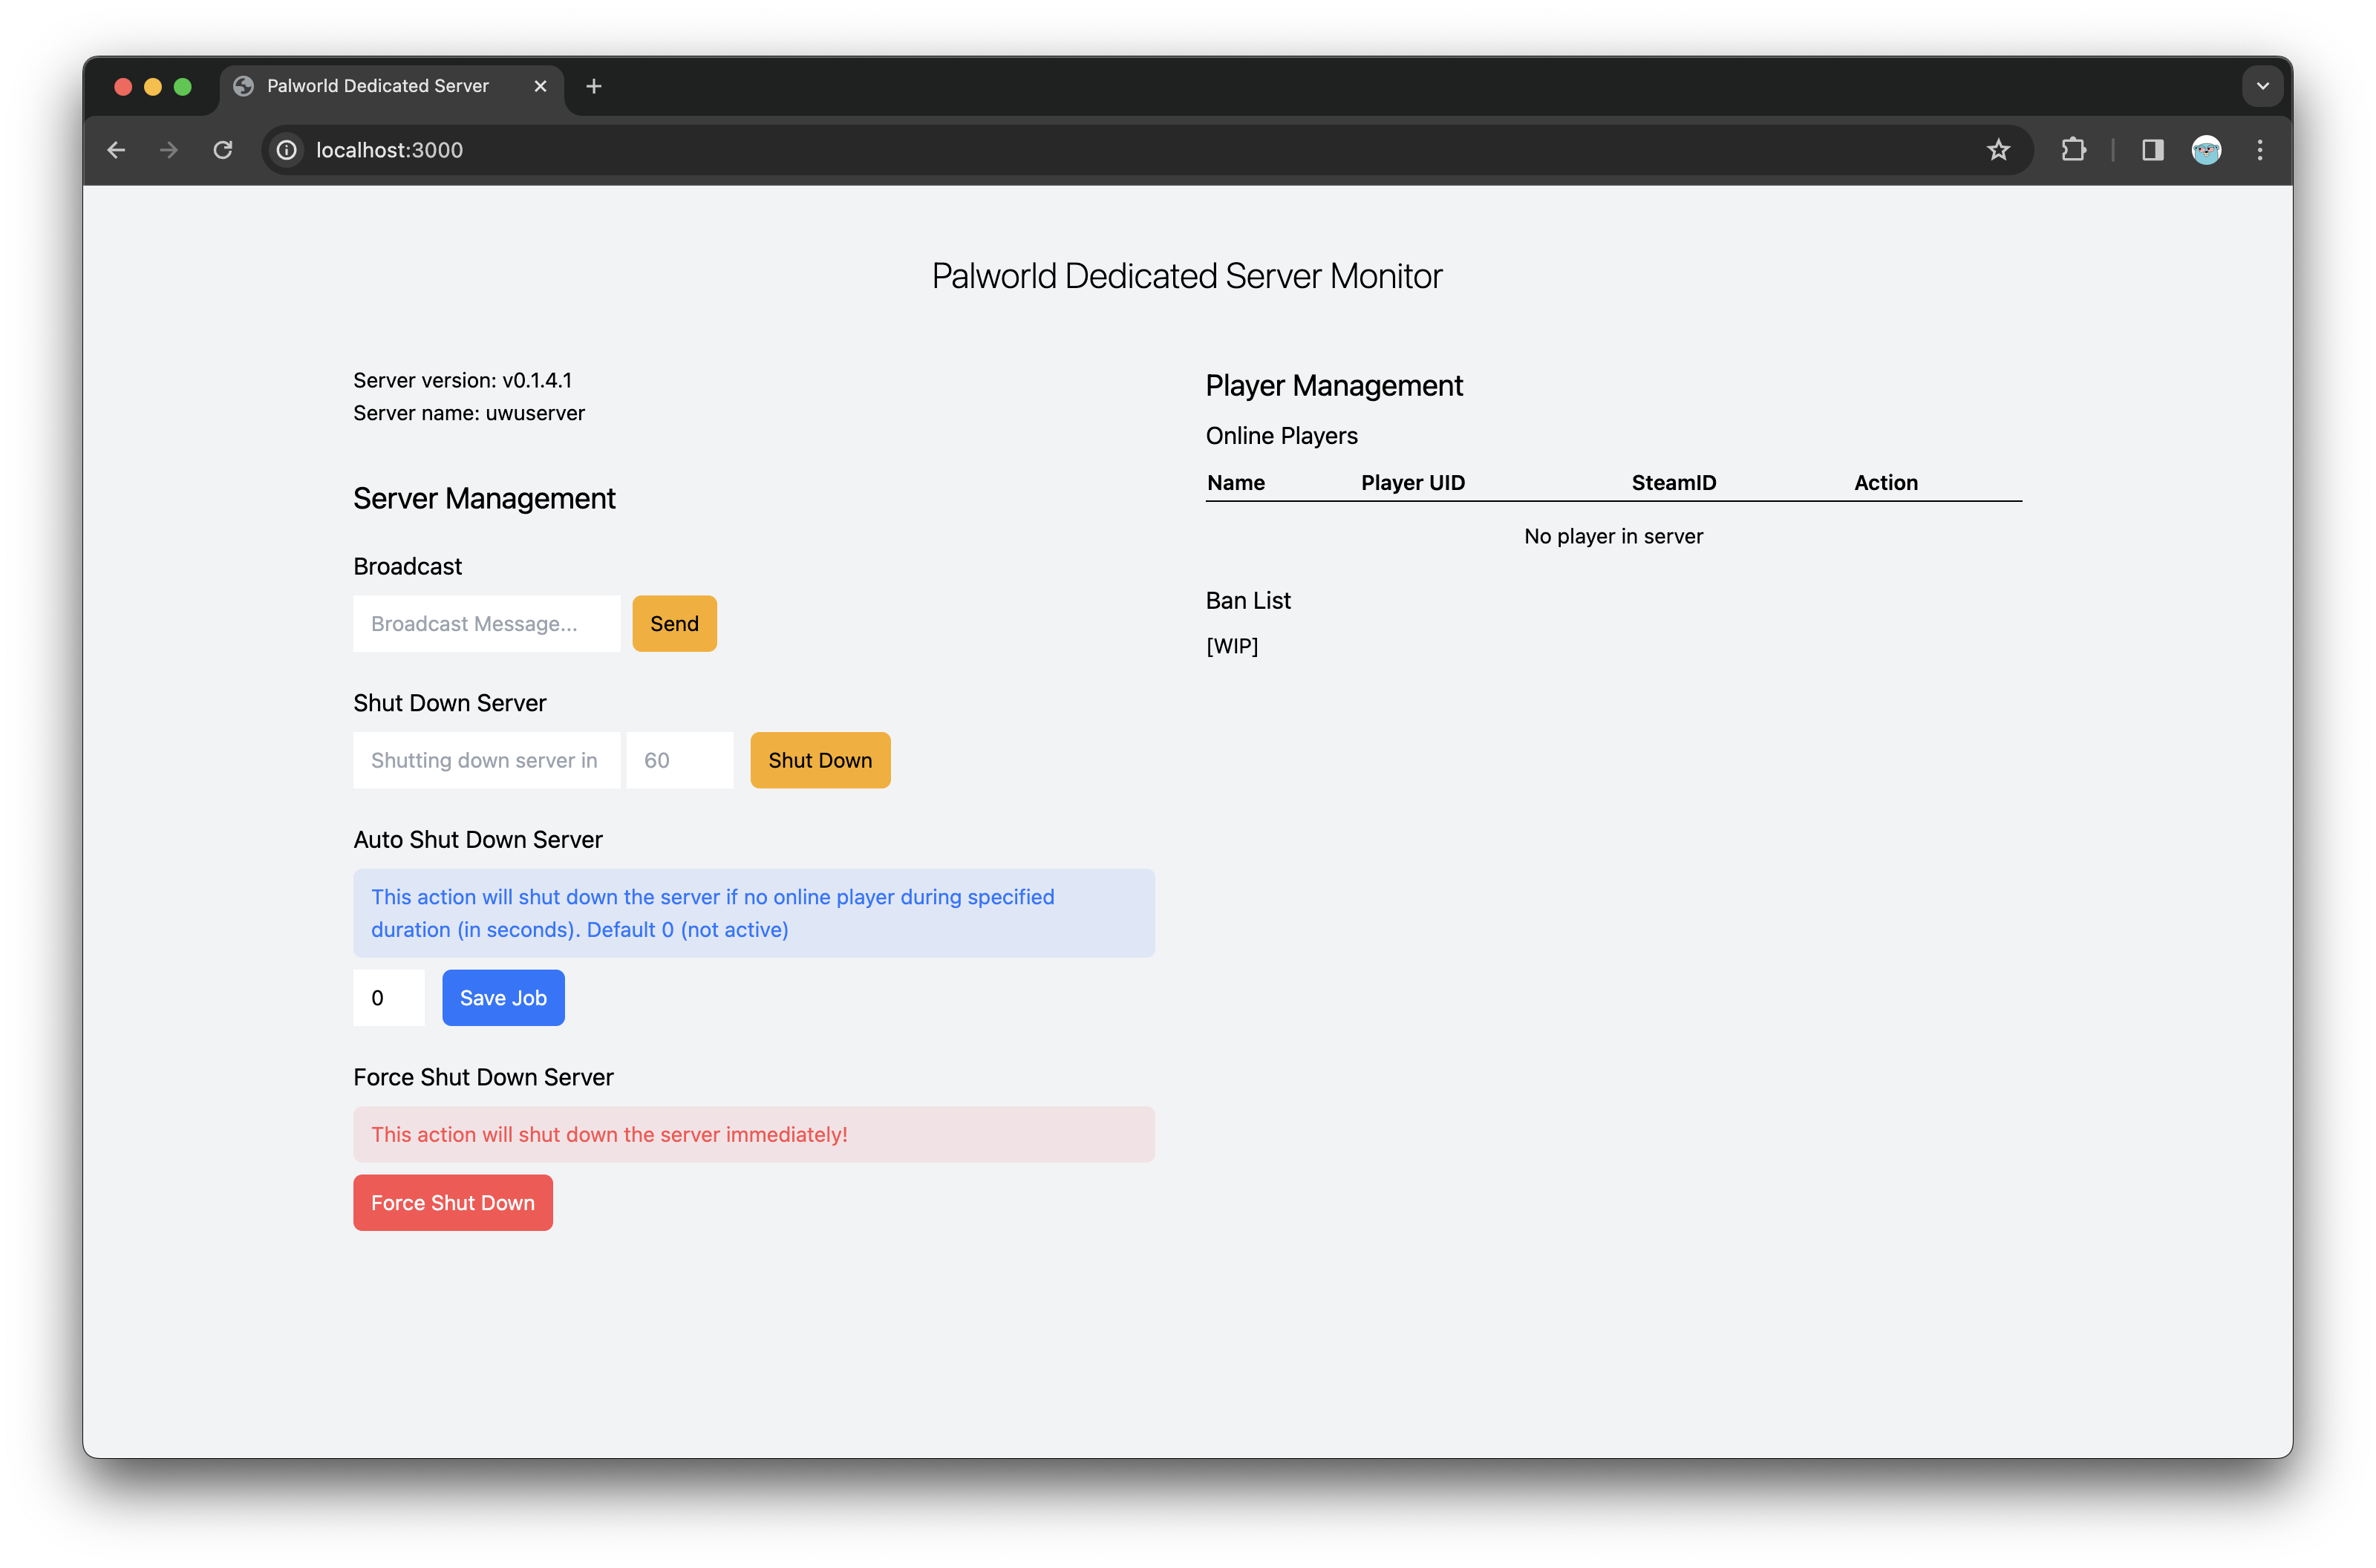 Palworld Dedicated Server
localhost:3000
Palworld Dedicated Server Monitor
Server version: v0.1.4.1
Server name: uwuserver
Server Management
Broadcast
Broadcast Message...
Send
Shut Down Server
Shutting down server in
60
Shut Down
Auto Shut Down Server
This action will shut down the server if no online player during specified
duration (in seconds). Default 0 (not active)
0
Save Job
Force Shut Down Server
This action will shut down the server immediately!
Force Shut Down
Player Management
Online Players
Name Player UID SteamID Action
No player in server
Ban List
[WIP]